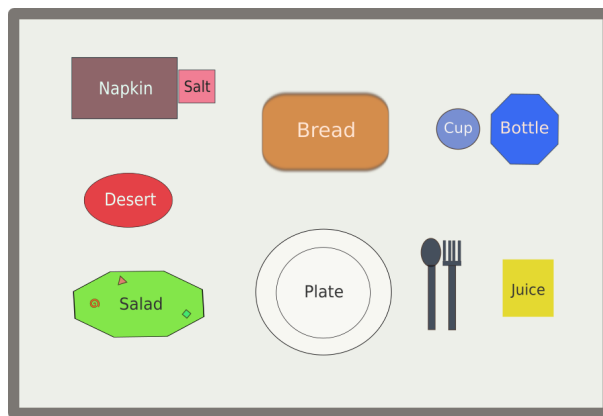 Napkin
Salt
Bread
Cup
Bottle
Desert
Salad
Plate
Juice